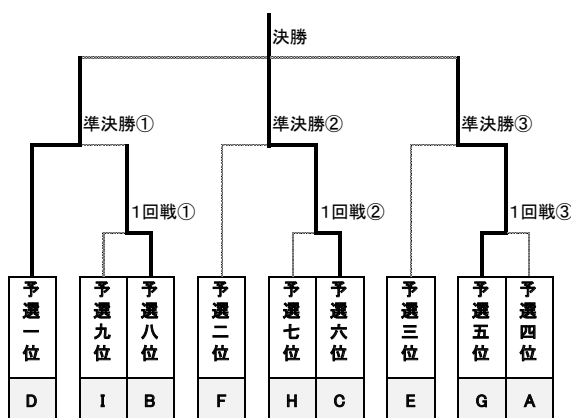 決勝
準決勝①
準決勝②
準決勝③
1回戦①
1回戦②
1回戦③
予選一位
予選九位
予選八位
予選二位
予選七位
予選六位
予選三位
予選五位
予選四位
D
I
B
F
H
C
E
G
A